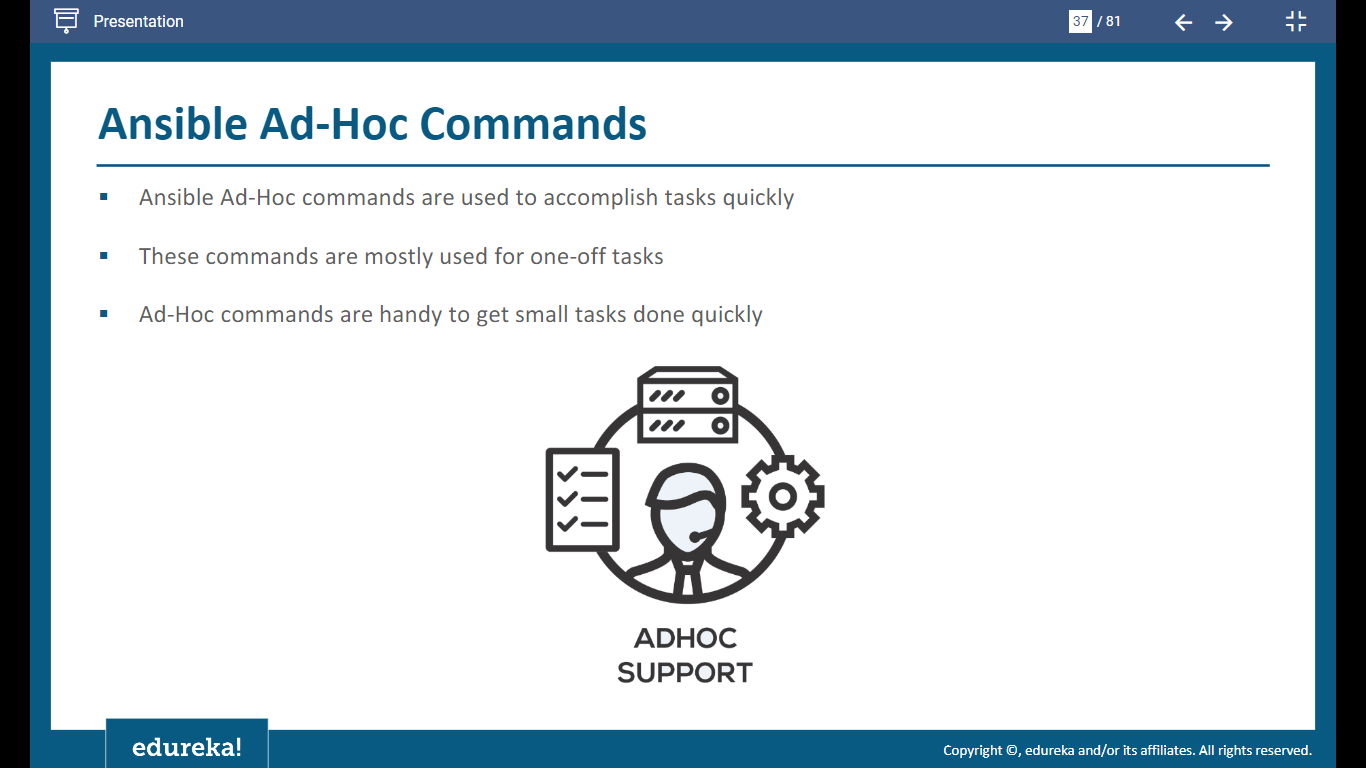 Presentation
37 / 81
Ansible Ad-Hoc Commands
▪ Ansible Ad-Hoc commands are used to accomplish tasks quickly
▪ These commands are mostly used for one-off tasks
▪ Ad-Hoc commands are handy to get small tasks done quickly
ADHOC
SUPPORT
edureka!
Copyright ©, edureka and/or its affiliates. All rights reserved.